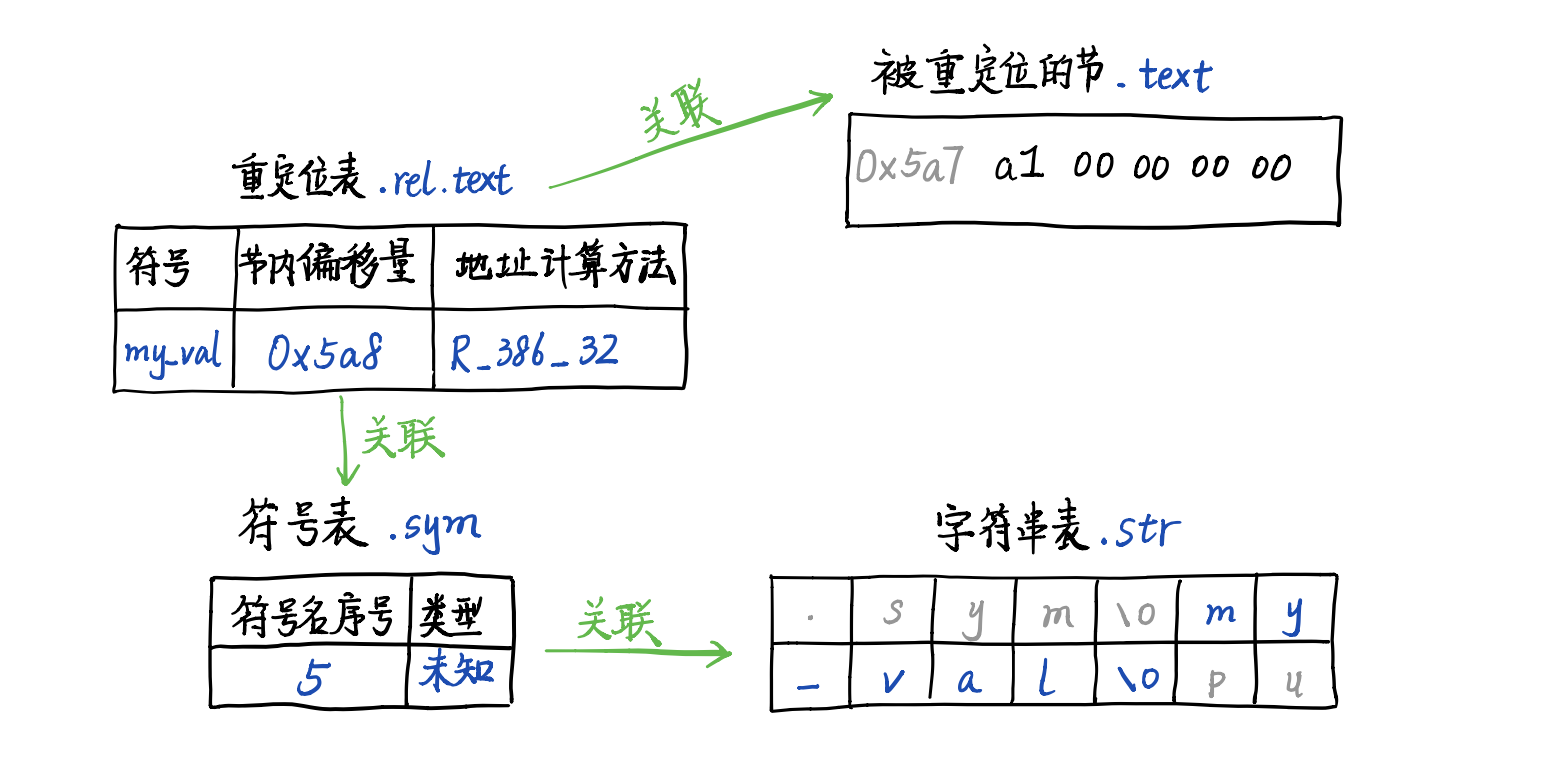 被重定位的节.text
关联
0x5a7 a1 00 00 00 00
重定位表.rel.text
符号 节内偏移量 地址计算方法
my_val 0x5a8 R_386_32
关联
符号表.sym
符号名序号 类型
5 未知
关联
字符串表.str
. s y m \0 m y
_ v a l \0 p u